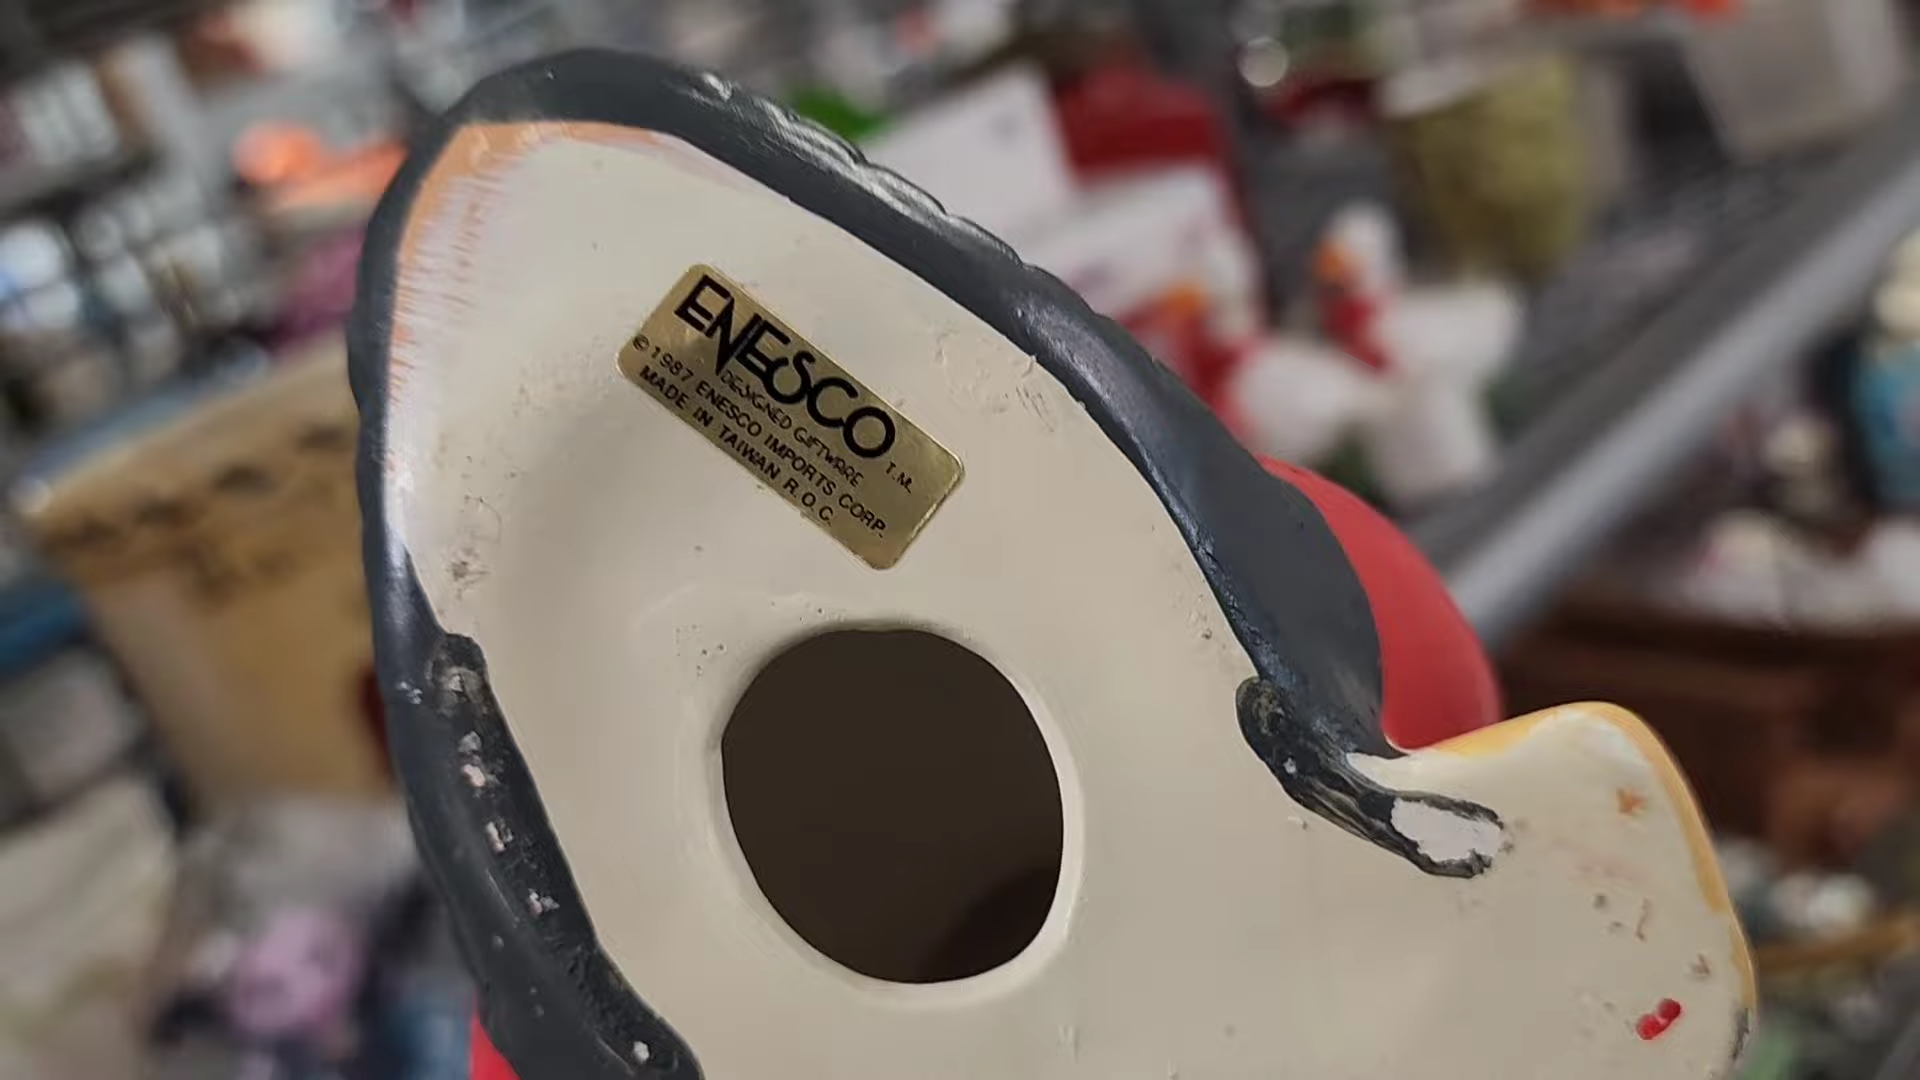 ENESCO T.M.
DESIGNED GIFTWARE
© 1987 ENESCO IMPORTS CORP.
MADE IN TAIWAN R.O.C.